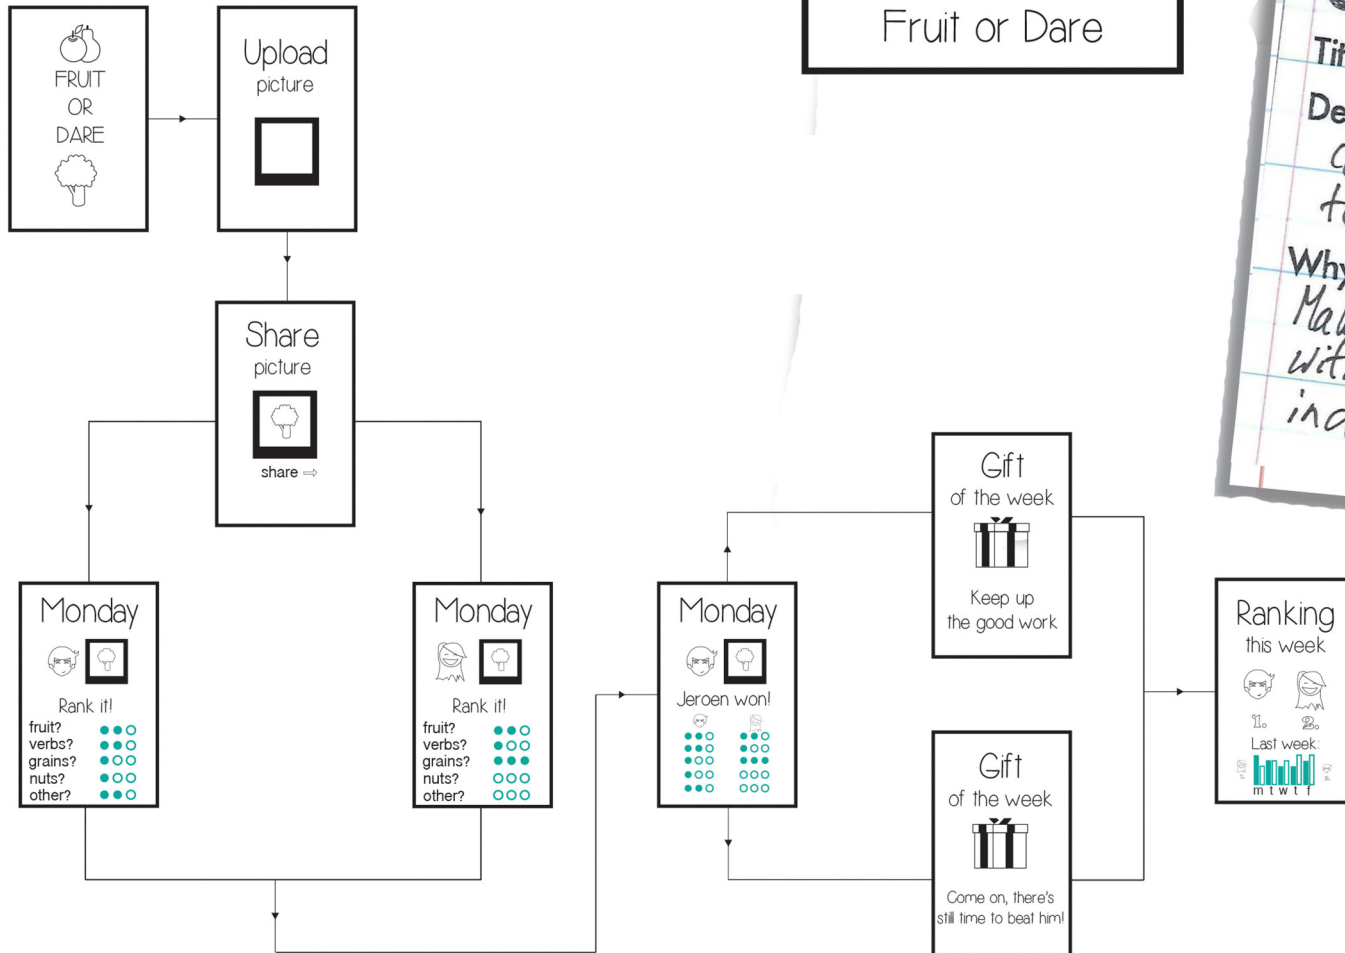 Fruit or Dare
FRUIT
OR
DARE
Upload
picture
Share
picture
share ⇨
Monday
Rank it!
fruit?
verbs?
grains?
nuts?
other?
Monday
Rank it!
fruit?
verbs?
grains?
nuts?
other?
Monday
Jeroen won!
Gift
of the week
Keep up
the good work
Gift
of the week
Come on, there's
still time to beat him!
Ranking
this week
1. 2.
Last week:
m t w t f
Why